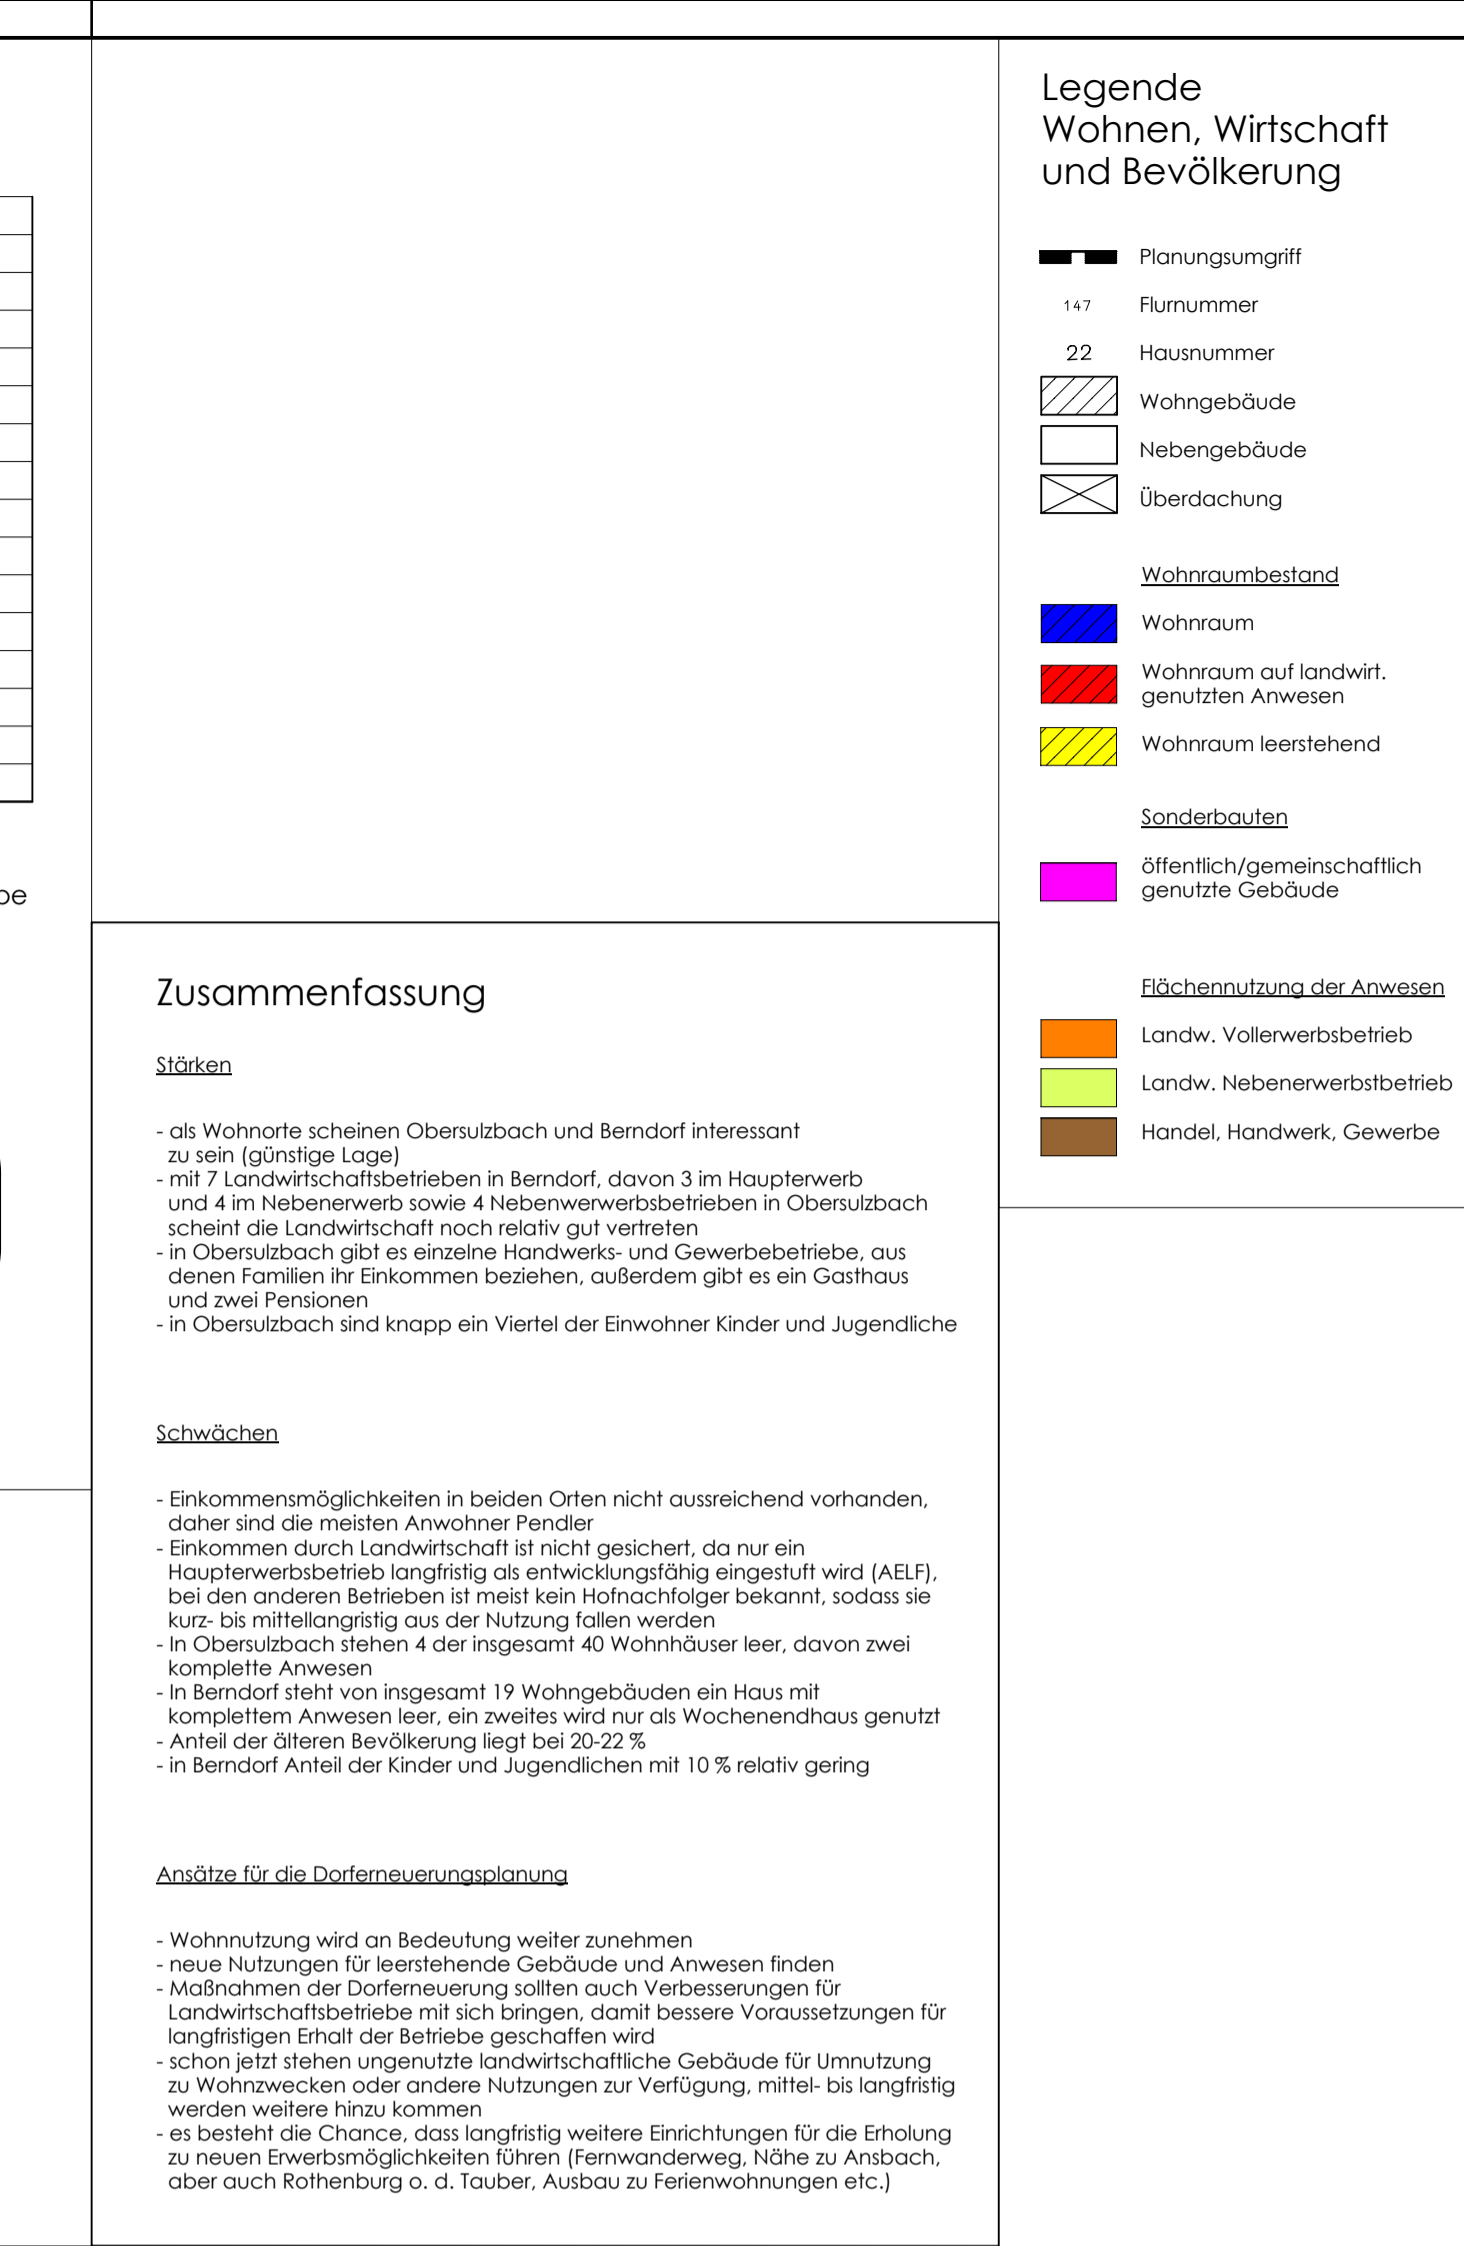 be
Zusammenfassung
Stärken
- als Wohnorte scheinen Obersulzbach und Berndorf interessant
zu sein (günstige Lage)
- mit 7 Landwirtschaftsbetrieben in Berndorf, davon 3 im Haupterwerb
und 4 im Nebenerwerb sowie 4 Nebenwerwerbsbetrieben in Obersulzbach
scheint die Landwirtschaft noch relativ gut vertreten
- in Obersulzbach gibt es einzelne Handwerks- und Gewerbebetriebe, aus
denen Familien ihr Einkommen beziehen, außerdem gibt es ein Gasthaus
und zwei Pensionen
- in Obersulzbach sind knapp ein Viertel der Einwohner Kinder und Jugendliche
Schwächen
- Einkommensmöglichkeiten in beiden Orten nicht aussreichend vorhanden,
daher sind die meisten Anwohner Pendler
- Einkommen durch Landwirtschaft ist nicht gesichert, da nur ein
Haupterwerbsbetrieb langfristig als entwicklungsfähig eingestuft wird (AELF),
bei den anderen Betrieben ist meist kein Hofnachfolger bekannt, sodass sie
kurz- bis mittellangristig aus der Nutzung fallen werden
- In Obersulzbach stehen 4 der insgesamt 40 Wohnhäuser leer, davon zwei
komplette Anwesen
- In Berndorf steht von insgesamt 19 Wohngebäuden ein Haus mit
komplettem Anwesen leer, ein zweites wird nur als Wochenendhaus genutzt
- Anteil der älteren Bevölkerung liegt bei 20-22 %
- in Berndorf Anteil der Kinder und Jugendlichen mit 10 % relativ gering
Ansätze für die Dorferneuerungsplanung
- Wohnnutzung wird an Bedeutung weiter zunehmen
- neue Nutzungen für leerstehende Gebäude und Anwesen finden
- Maßnahmen der Dorferneuerung sollten auch Verbesserungen für
Landwirtschaftsbetriebe mit sich bringen, damit bessere Voraussetzungen für
langfristigen Erhalt der Betriebe geschaffen wird
- schon jetzt stehen ungenutzte landwirtschaftliche Gebäude für Umnutzung
zu Wohnzwecken oder andere Nutzungen zur Verfügung, mittel- bis langfristig
werden weitere hinzu kommen
- es besteht die Chance, dass langfristig weitere Einrichtungen für die Erholung
zu neuen Erwerbsmöglichkeiten führen (Fernwanderweg, Nähe zu Ansbach,
aber auch Rothenburg o. d. Tauber, Ausbau zu Ferienwohnungen etc.)
Legende
Wohnen, Wirtschaft
und Bevölkerung
Planungsumgriff
147 Flurnummer
22 Hausnummer
Wohngebäude
Nebengebäude
Überdachung
Wohnraumbestand
Wohnraum
Wohnraum auf landwirt.
genutzten Anwesen
Wohnraum leerstehend
Sonderbauten
öffentlich/gemeinschaftlich
genutzte Gebäude
Flächennutzung der Anwesen
Landw. Vollerwerbsbetrieb
Landw. Nebenerwerbstbetrieb
Handel, Handwerk, Gewerbe